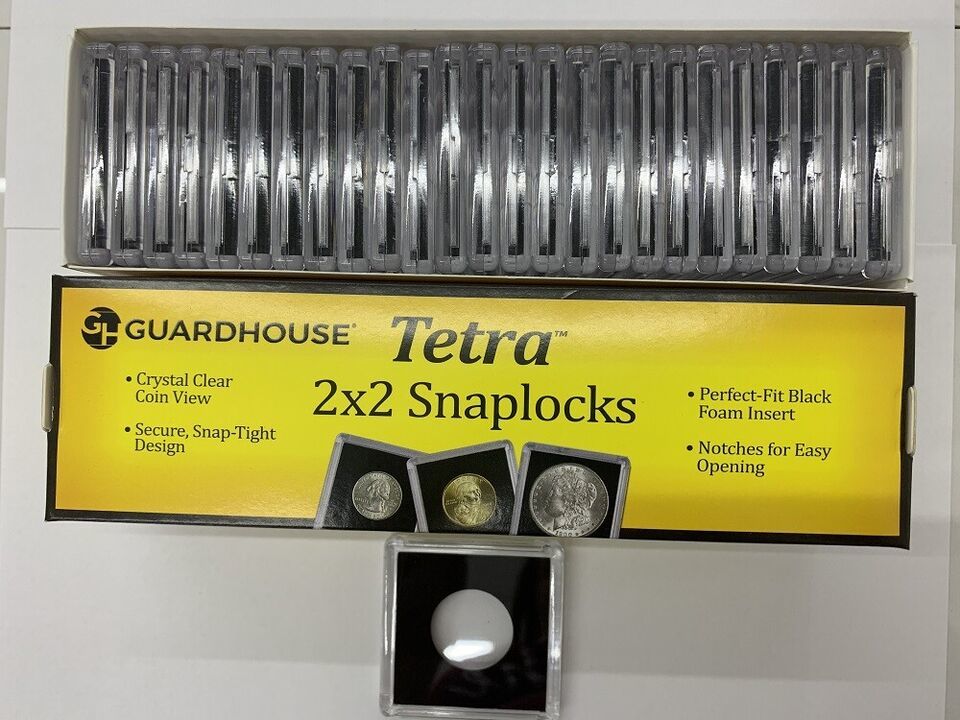 GH GUARDHOUSE®
Tetra™
2x2 Snaplocks
• Crystal Clear
Coin View
• Secure, Snap-Tight
Design
• Perfect-Fit Black
Foam Insert
• Notches for Easy
Opening